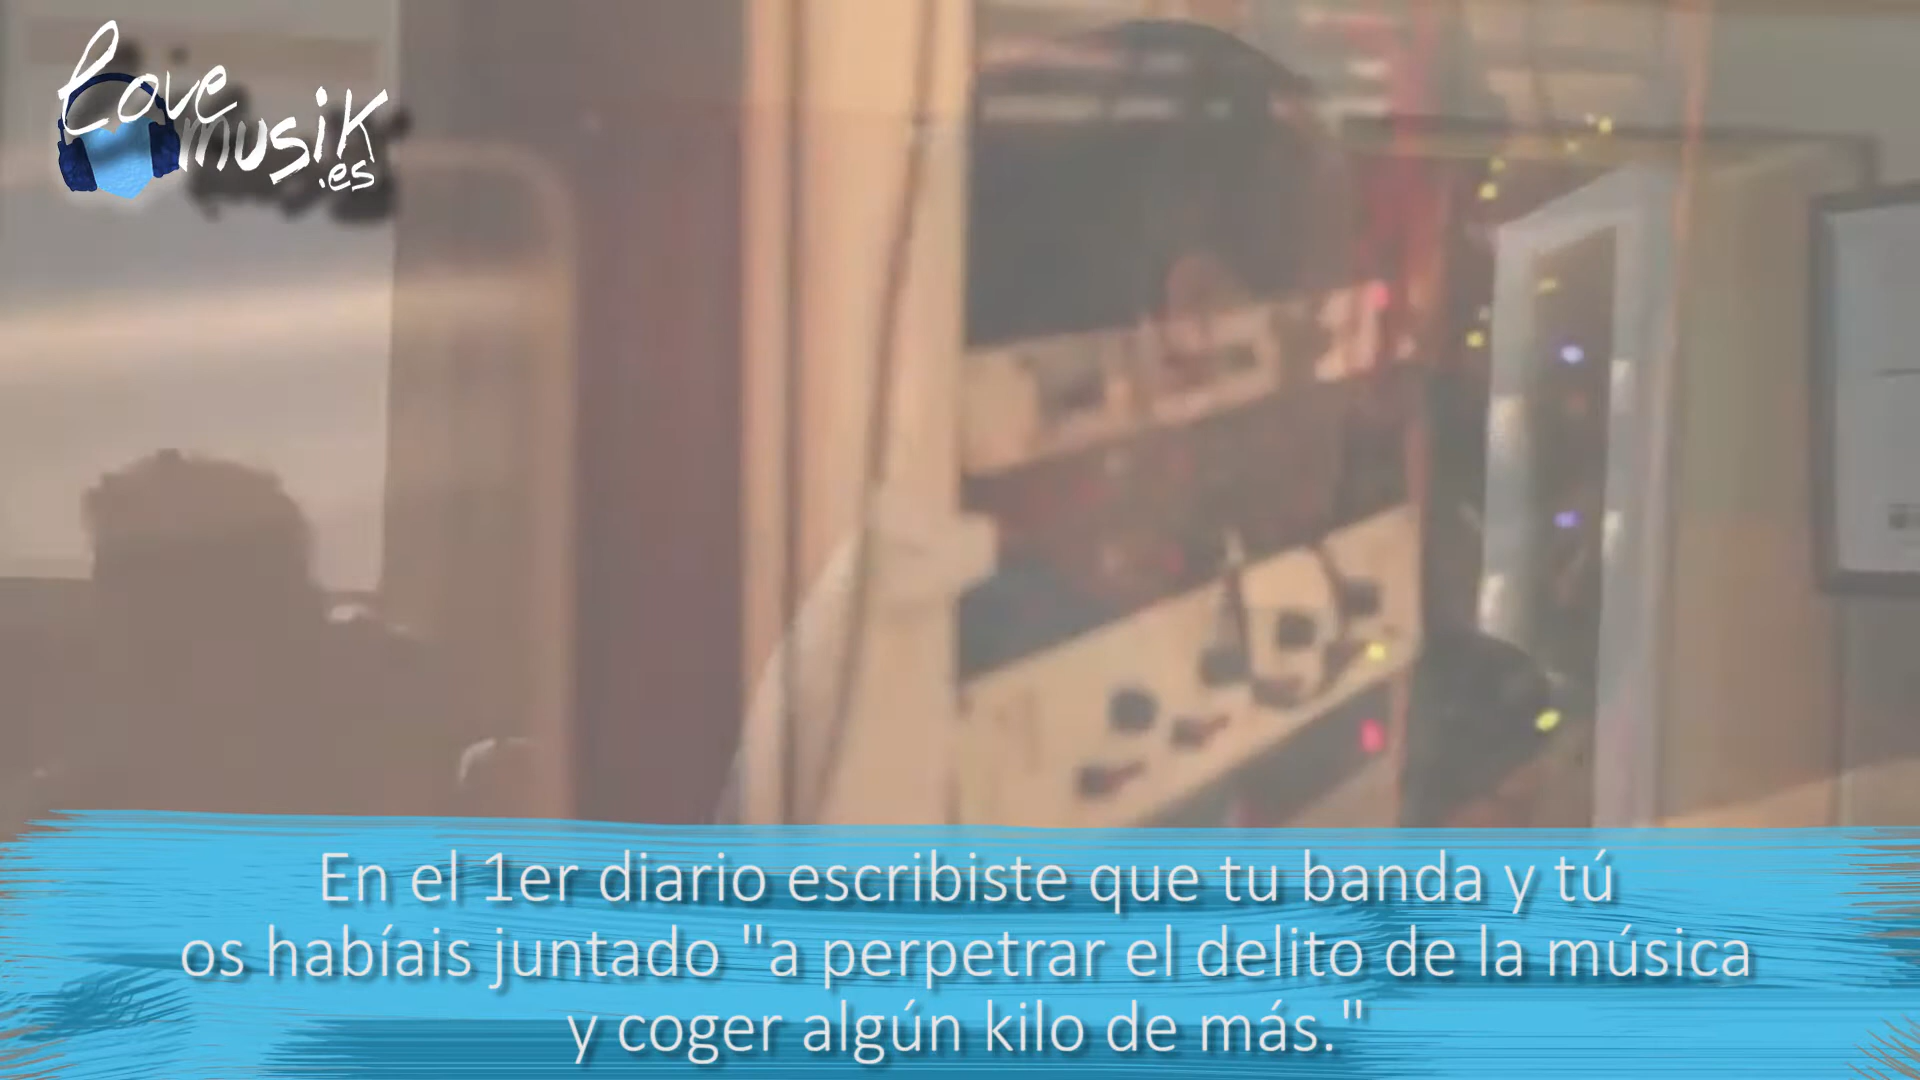 Love
musik
.es
En el 1er diario escribiste que tu banda y tú
os habíais juntado "a perpetrar el delito de la música
y coger algún kilo de más."